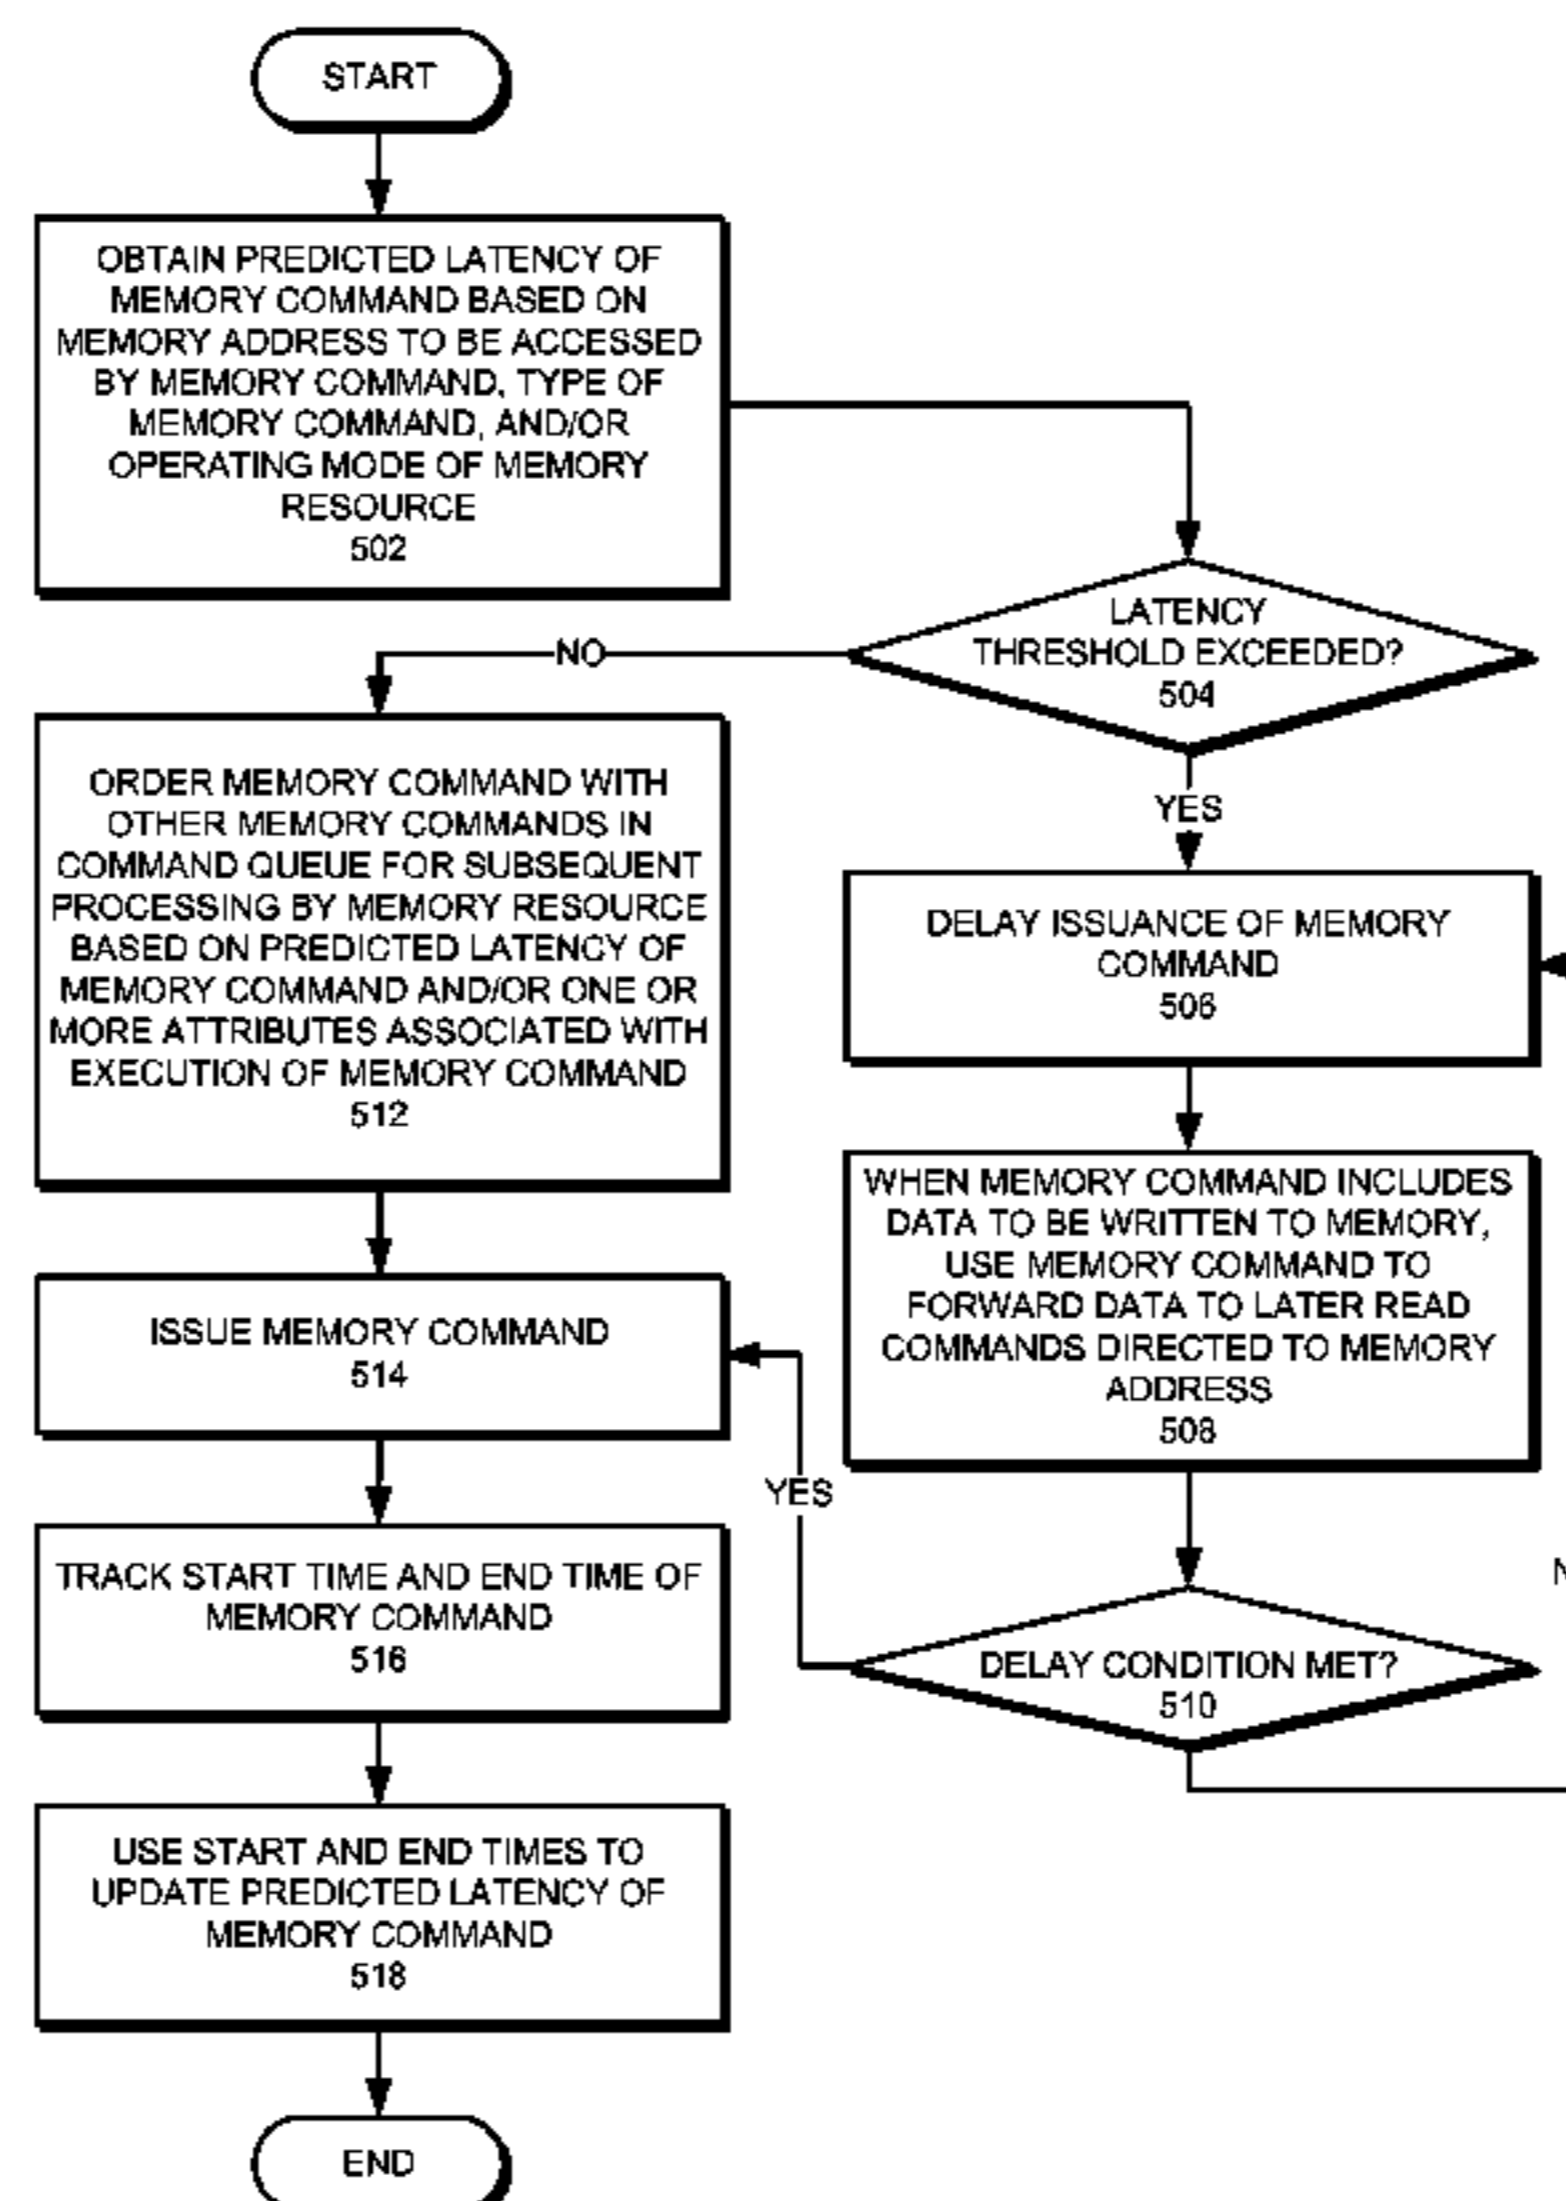 START
OBTAIN PREDICTED LATENCY OF
MEMORY COMMAND BASED ON
MEMORY ADDRESS TO BE ACCESSED
BY MEMORY COMMAND, TYPE OF
MEMORY COMMAND, AND/OR
OPERATING MODE OF MEMORY
RESOURCE
502
LATENCY
THRESHOLD EXCEEDED?
504
NO
YES
ORDER MEMORY COMMAND WITH
OTHER MEMORY COMMANDS IN
COMMAND QUEUE FOR SUBSEQUENT
PROCESSING BY MEMORY RESOURCE
BASED ON PREDICTED LATENCY OF
MEMORY COMMAND AND/OR ONE OR
MORE ATTRIBUTES ASSOCIATED WITH
EXECUTION OF MEMORY COMMAND
512
DELAY ISSUANCE OF MEMORY
COMMAND
506
WHEN MEMORY COMMAND INCLUDES
DATA TO BE WRITTEN TO MEMORY,
USE MEMORY COMMAND TO
FORWARD DATA TO LATER READ
COMMANDS DIRECTED TO MEMORY
ADDRESS
508
ISSUE MEMORY COMMAND
514
YES
DELAY CONDITION MET?
510
TRACK START TIME AND END TIME OF
MEMORY COMMAND
516
USE START AND END TIMES TO
UPDATE PREDICTED LATENCY OF
MEMORY COMMAND
518
END